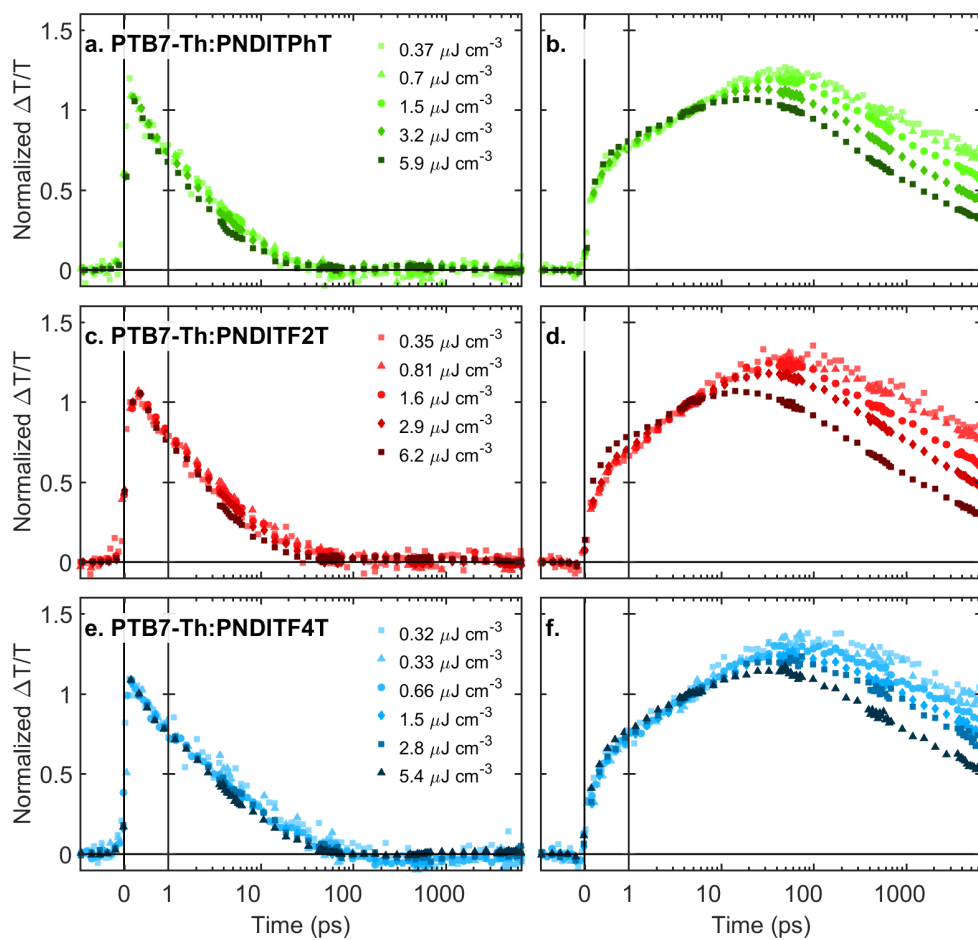 a. PTB7-Th:PNDITPhT
0.37 μJ cm-3
0.7 μJ cm-3
1.5 μJ cm-3
3.2 μJ cm-3
5.9 μJ cm-3
Normalized ΔT/T
1.5
1
0.5
0
b.
c. PTB7-Th:PNDITF2T
0.35 μJ cm-3
0.81 μJ cm-3
1.6 μJ cm-3
2.9 μJ cm-3
6.2 μJ cm-3
Normalized ΔT/T
1.5
1
0.5
0
d.
e. PTB7-Th:PNDITF4T
0.32 μJ cm-3
0.33 μJ cm-3
0.66 μJ cm-3
1.5 μJ cm-3
2.8 μJ cm-3
5.4 μJ cm-3
Normalized ΔT/T
1.5
1
0.5
0
f.
0 1 10 100 1000
Time (ps)
0 1 10 100 1000
Time (ps)